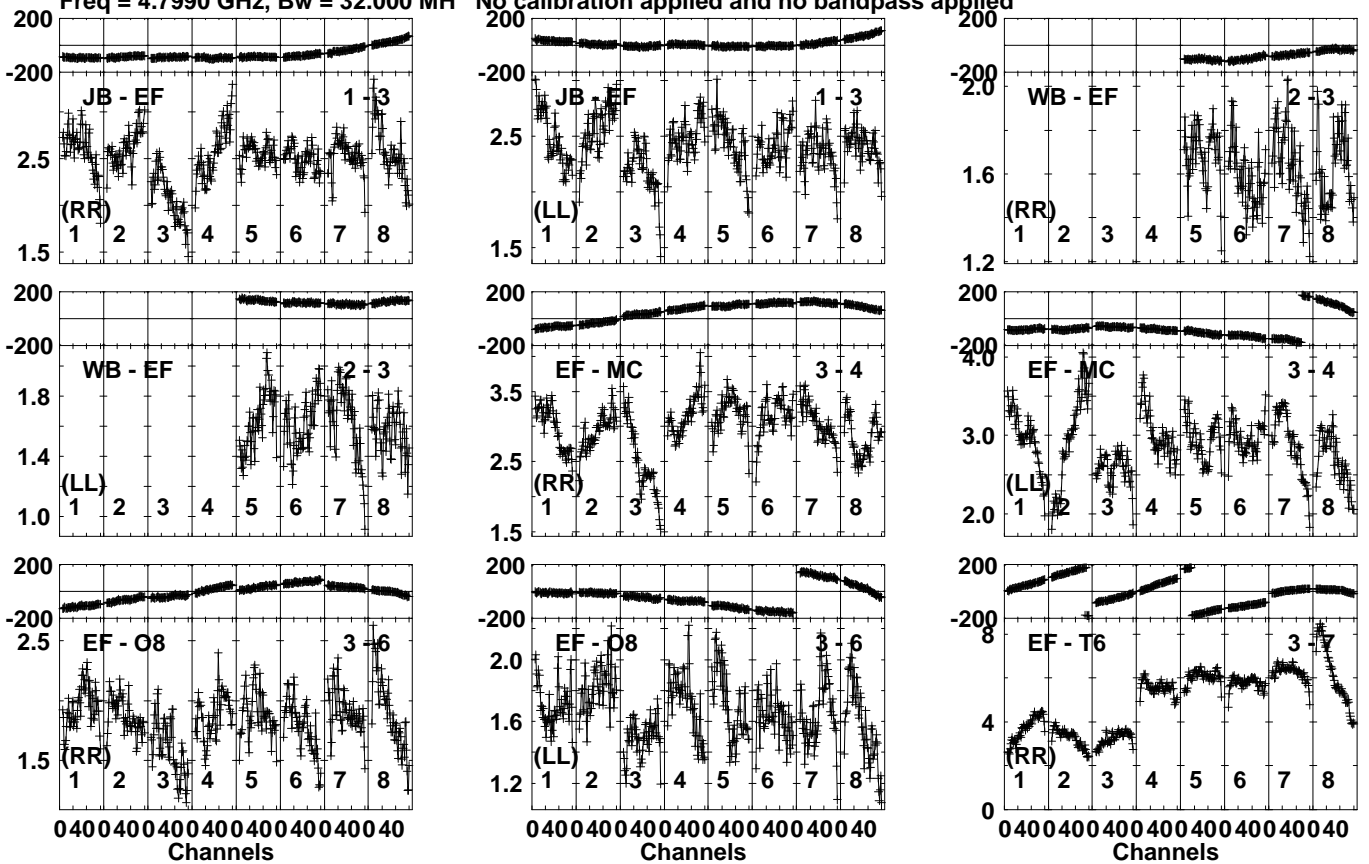 Freq = 4.7990 GHz, Bw = 32.000 MH No calibration applied and no bandpass applied
200
-200
JB - EF 1 - 3
2.5
(RR)
1 2 3 4 5 6 7 8
1.5
200
-200
JB - EF 1 - 3
2.5
(LL)
1 2 3 4 5 6 7 8
1.5
200
-200
2.0
WB - EF 2 - 3
1.6
(RR)
1 2 3 4 5 6 7 8
1.2
200
-200
WB - EF 2 - 3
1.8
1.4
(LL)
1 2 3 4 5 6 7 8
1.0
200
-200
EF - MC 3 - 4
3.5
2.5
(RR)
1 2 3 4 5 6 7 8
1.5
200
-200
4.0
EF - MC 3 - 4
3.0
(LL)
1 2 3 4 5 6 7 8
2.0
200
-200
2.5
EF - O8 3 - 6
1.5
(RR)
1 2 3 4 5 6 7 8
0 40 0 40 0 40 0 40 0 40 0 40 0 40 0 40
Channels
200
-200
EF - O8 3 - 6
2.0
1.6
(LL)
1 2 3 4 5 6 7 8
1.2
0 40 0 40 0 40 0 40 0 40 0 40 0 40 0 40
Channels
200
-200
8
EF - T6 3 - 7
4
(RR)
1 2 3 4 5 6 7 8
0
0 40 0 40 0 40 0 40 0 40 0 40 0 40 0 40
Channels